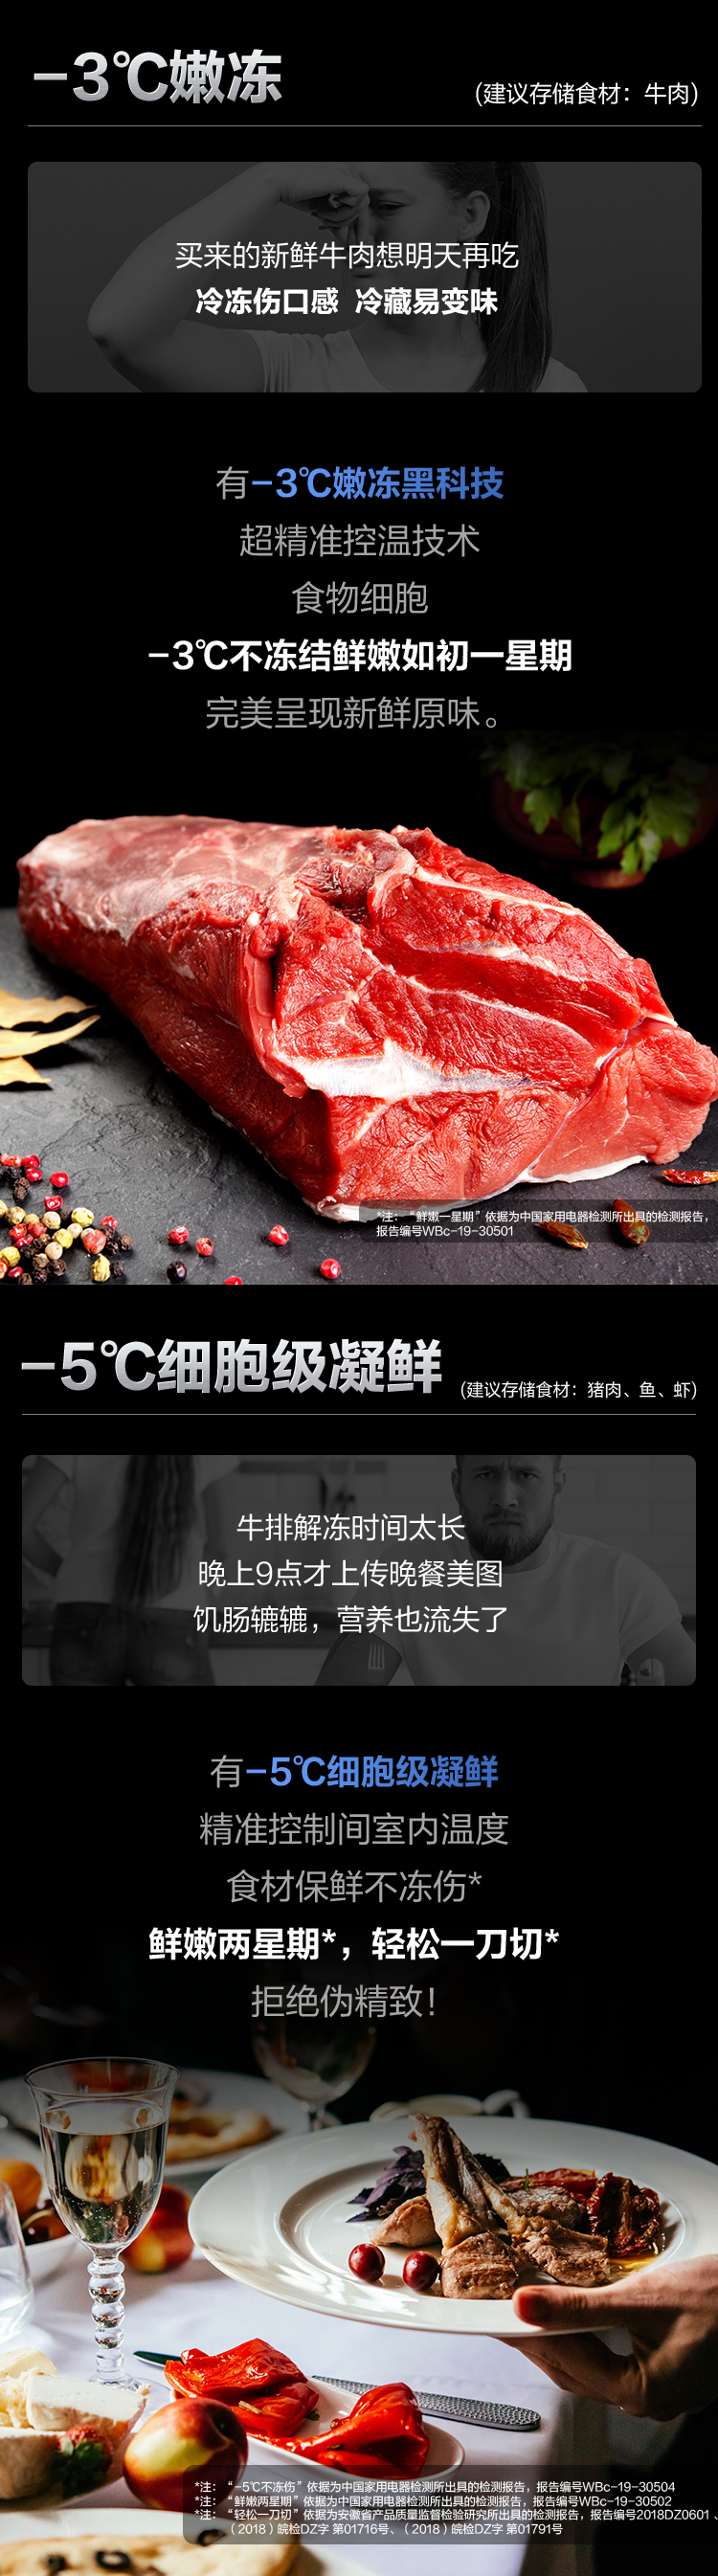 -3℃嫩冻
(建议存储食材：牛肉)
买来的新鲜牛肉想明天再吃
冷冻伤口感 冷藏易变味
有-3℃嫩冻黑科技
超精准控温技术
食物细胞
-3℃不冻结鲜嫩如初一星期
完美呈现新鲜原味。
*注：“鲜嫩一星期”依据为中国家用电器检测所出具的检测报告，
报告编号WBc-19-30501
-5℃细胞级凝鲜
(建议存储食材：猪肉、鱼、虾)
牛排解冻时间太长
晚上9点才上传晚餐美图
饥肠辘辘，营养也流失了
有-5℃细胞级凝鲜
精准控制间室内温度
食材保鲜不冻伤*
鲜嫩两星期*，轻松一刀切*
拒绝伪精致！
*注：“-5℃不冻伤”依据为中国家用电器检测所出具的检测报告，报告编号WBc-19-30504
*注：“鲜嫩两星期”依据为中国家用电器检测所出具的检测报告，报告编号WBc-19-30502
*注：“轻松一刀切”依据为安徽省产品质量监督检验研究所出具的检测报告，报告编号2018DZ0601、
（2018）皖检DZ字 第01716号、（2018）皖检DZ字 第01791号